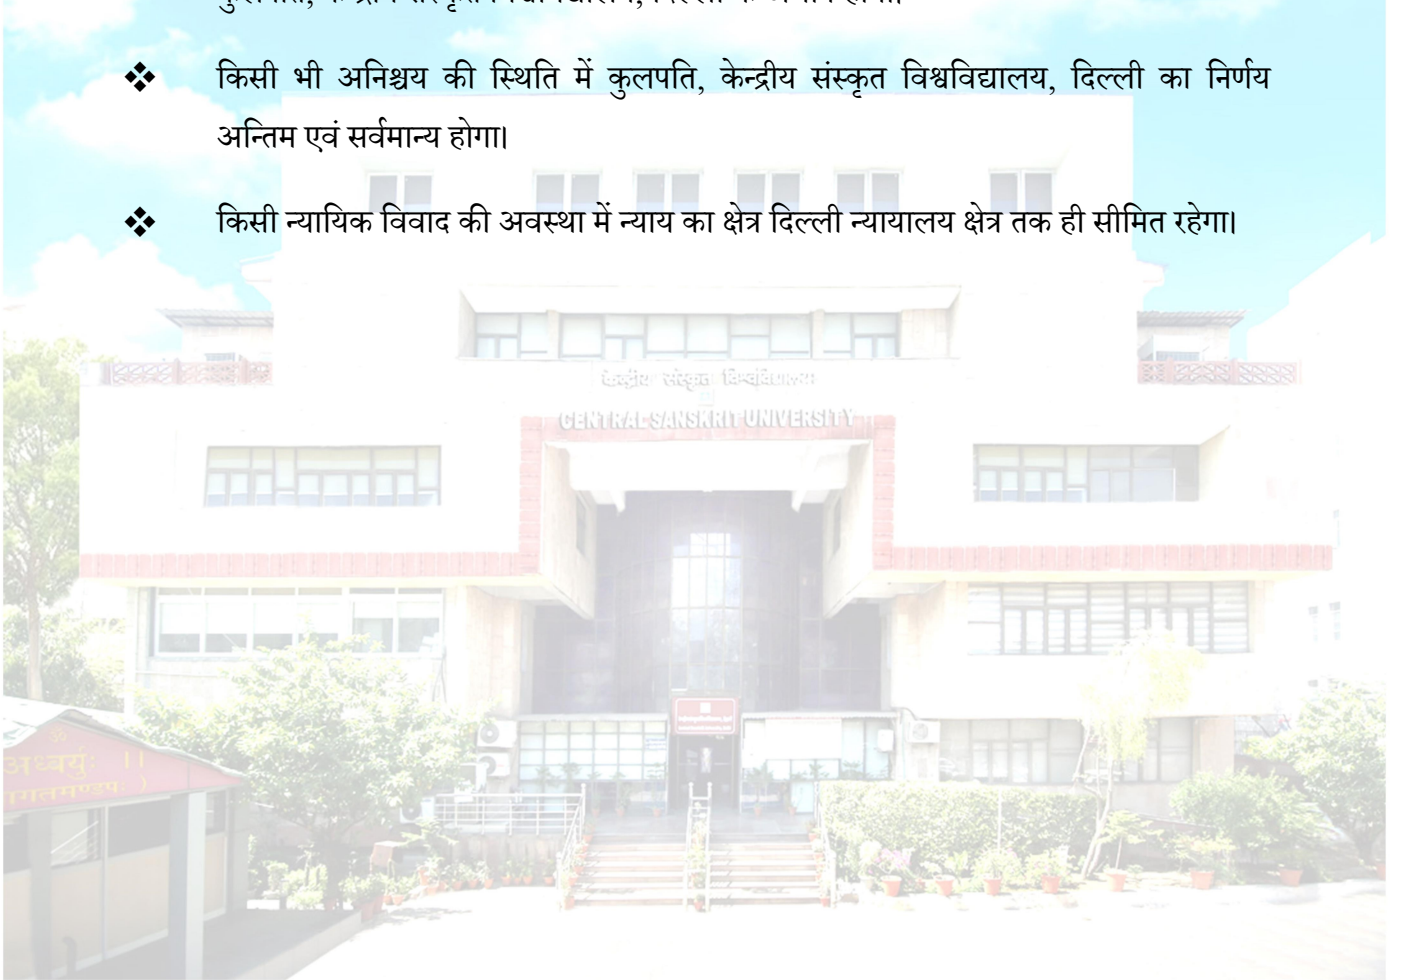 किसी भी अनिश्चय की स्थिति में कुलपति, केन्द्रीय संस्कृत विश्वविद्यालय, दिल्ली का निर्णय
अन्तिम एवं सर्वमान्य होगा।
किसी न्यायिक विवाद की अवस्था में न्याय का क्षेत्र दिल्ली न्यायालय क्षेत्र तक ही सीमित रहेगा।
केन्द्रीय संस्कृत विश्वविद्यालय
CENTRAL SANSKRIT UNIVERSITY
ॐ